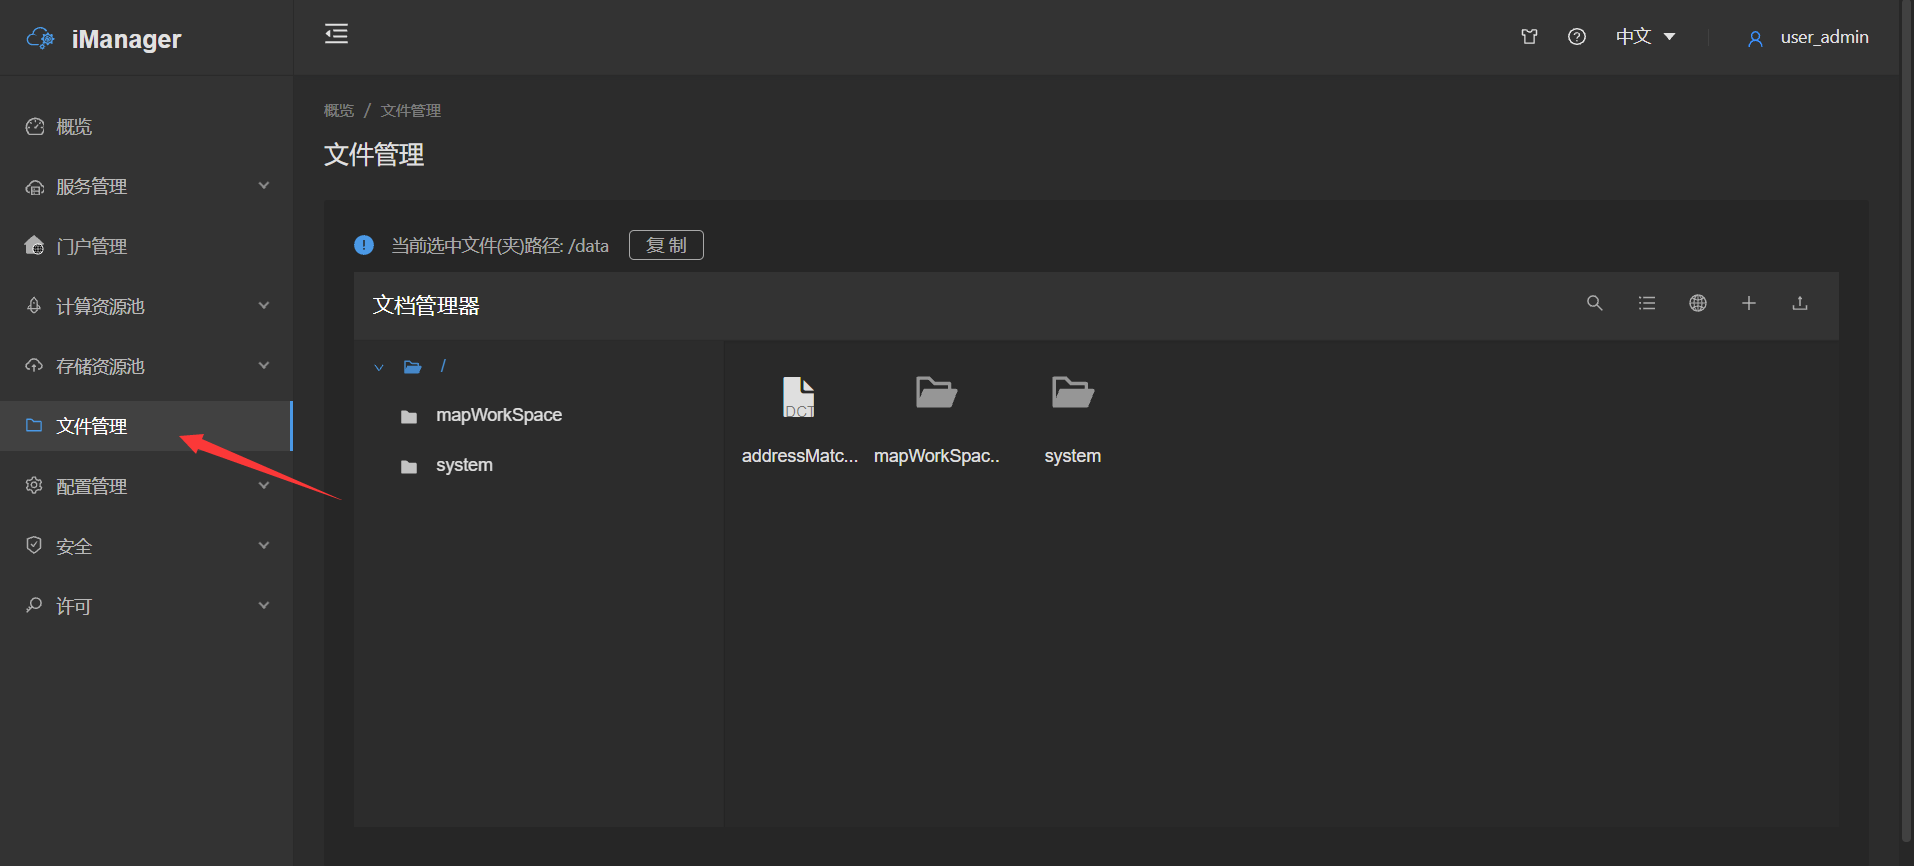 iManager
中文
user_admin
概览
服务管理
门户管理
计算资源池
存储资源池
文件管理
配置管理
安全
许可
概览 / 文件管理
文件管理
当前选中文件(夹)路径: /data
复 制
文档管理器
/
mapWorkSpace
system
DCT
addressMatc...
mapWorkSpac..
system